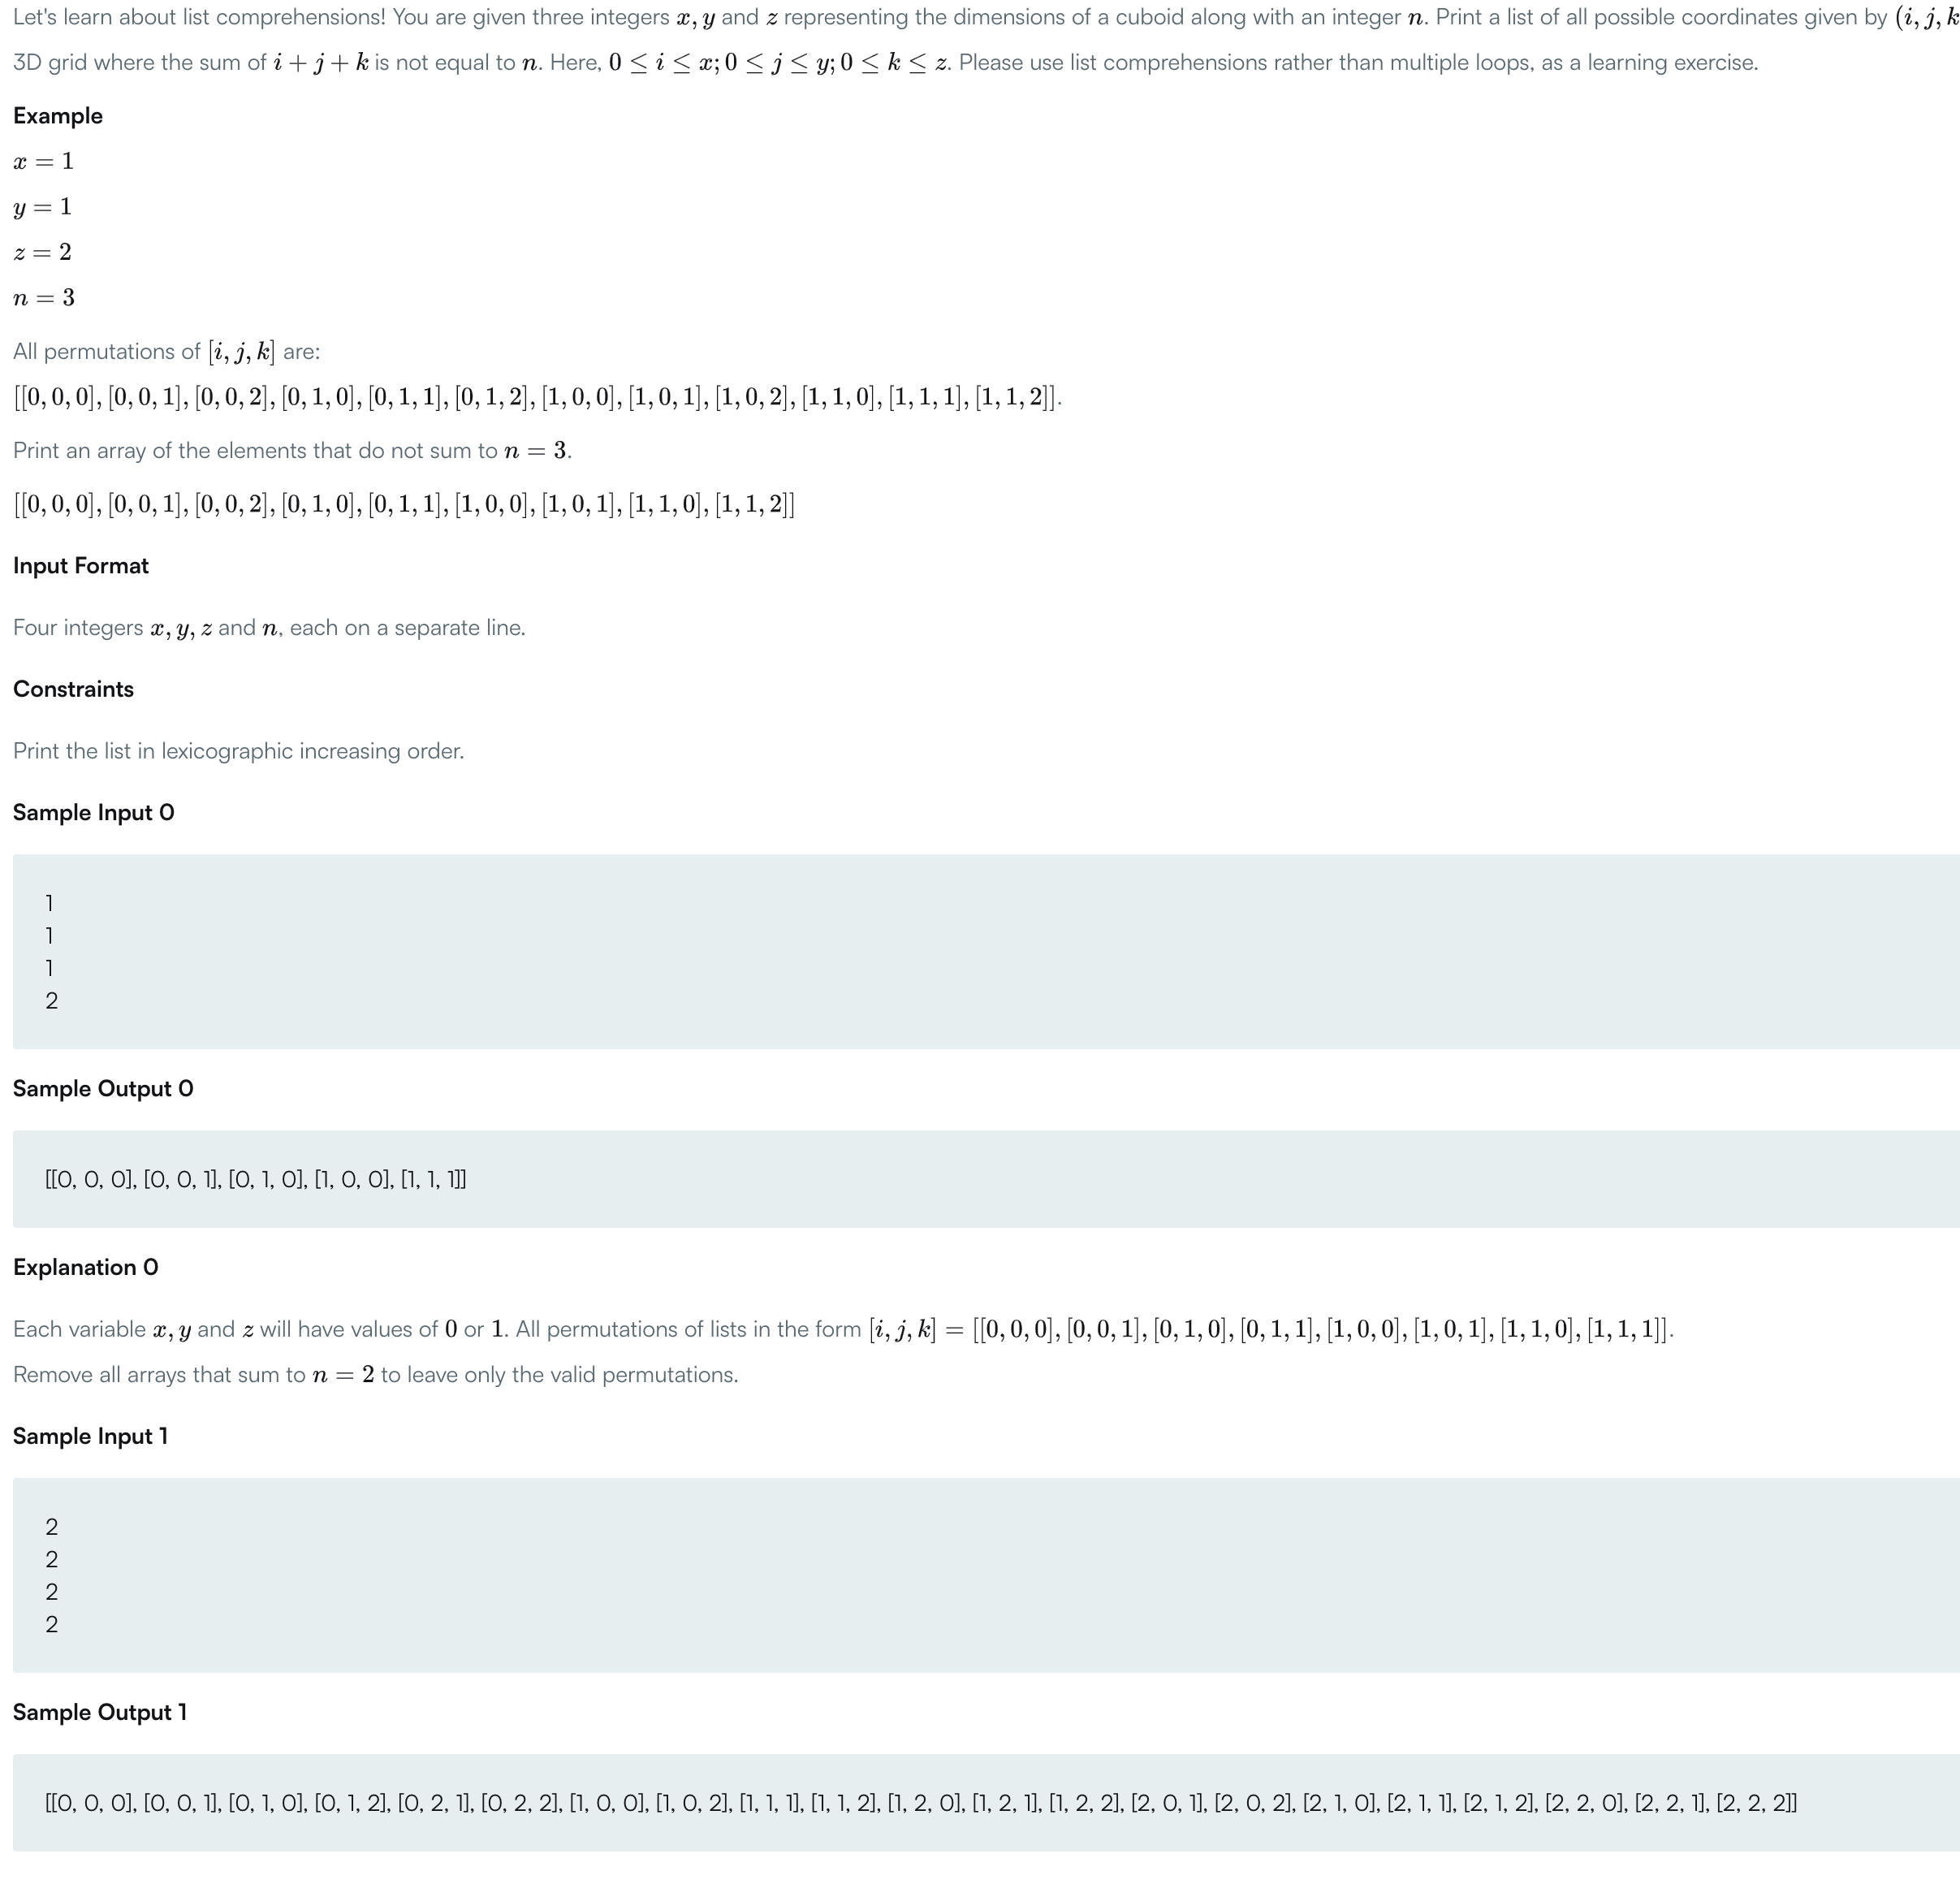 Let's learn about list comprehensions! You are given three integers x, y and z representing the dimensions of a cuboid along with an integer n. Print a list of all possible coordinates given by (i, j, k
3D grid where the sum of i + j + k is not equal to n. Here, 0 ≤ i ≤ x; 0 ≤ j ≤ y; 0 ≤ k ≤ z. Please use list comprehensions rather than multiple loops, as a learning exercise.
Example
x = 1
y = 1
z = 2
n = 3
All permutations of [i, j, k] are:
[[0, 0, 0], [0, 0, 1], [0, 0, 2], [0, 1, 0], [0, 1, 1], [0, 1, 2], [1, 0, 0], [1, 0, 1], [1, 0, 2], [1, 1, 0], [1, 1, 1], [1, 1, 2]].
Print an array of the elements that do not sum to n = 3.
[[0, 0, 0], [0, 0, 1], [0, 0, 2], [0, 1, 0], [0, 1, 1], [1, 0, 0], [1, 0, 1], [1, 1, 0], [1, 1, 2]]
Input Format
Four integers x, y, z and n, each on a separate line.
Constraints
Print the list in lexicographic increasing order.
Sample Input 0
1
1
1
2
Sample Output 0
[[0, 0, 0], [0, 0, 1], [0, 1, 0], [1, 0, 0], [1, 1, 1]]
Explanation 0
Each variable x, y and z will have values of 0 or 1. All permutations of lists in the form [i, j, k] = [[0, 0, 0], [0, 0, 1], [0, 1, 0], [0, 1, 1], [1, 0, 0], [1, 0, 1], [1, 1, 0], [1, 1, 1]].
Remove all arrays that sum to n = 2 to leave only the valid permutations.
Sample Input 1
2
2
2
2
Sample Output 1
[[0, 0, 0], [0, 0, 1], [0, 1, 0], [0, 1, 2], [0, 2, 1], [0, 2, 2], [1, 0, 0], [1, 0, 2], [1, 1, 1], [1, 1, 2], [1, 2, 0], [1, 2, 1], [1, 2, 2], [2, 0, 1], [2, 0, 2], [2, 1, 0], [2, 1, 1], [2, 1, 2], [2, 2, 0], [2, 2, 1], [2, 2, 2]]